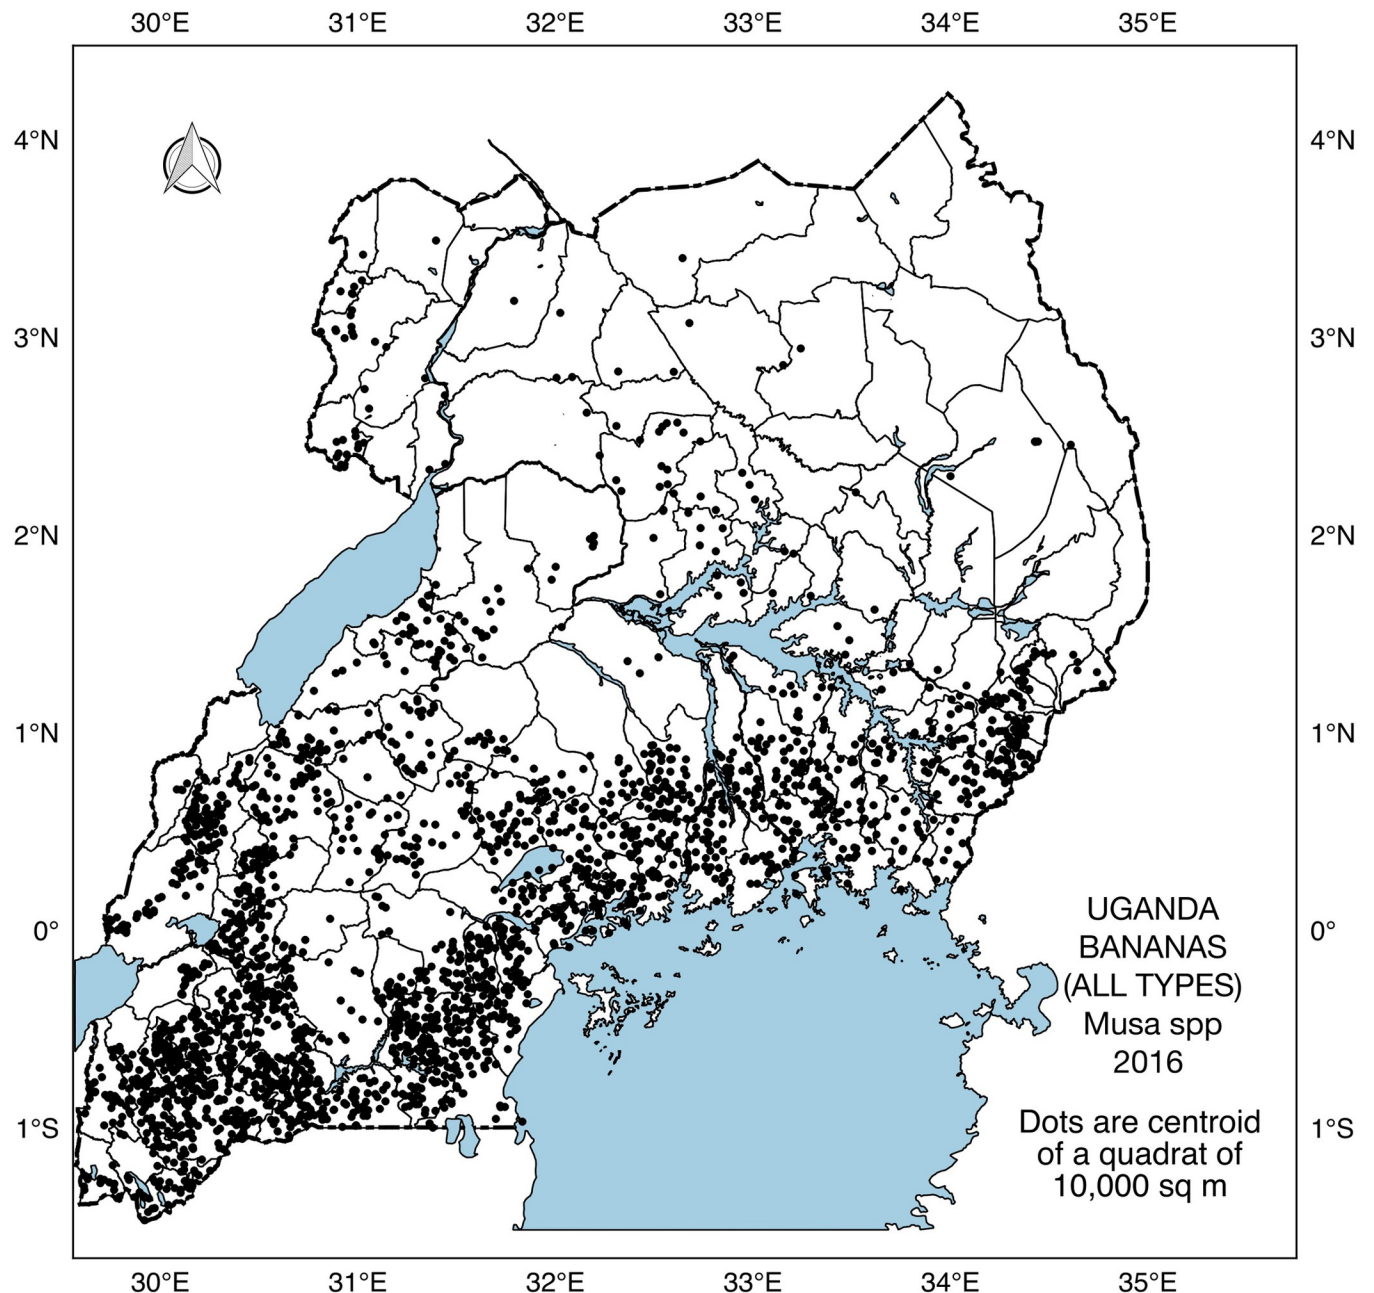 30°E 31°E 32°E 33°E 34°E 35°E
4°N 4°N
3°N 3°N
2°N 2°N
1°N 1°N
UGANDA
0° BANANAS 0°
(ALL TYPES)
Musa spp
2016
1°S Dots are centroid 1°S
of a quadrat of
10,000 sq m
30°E 31°E 32°E 33°E 34°E 35°E